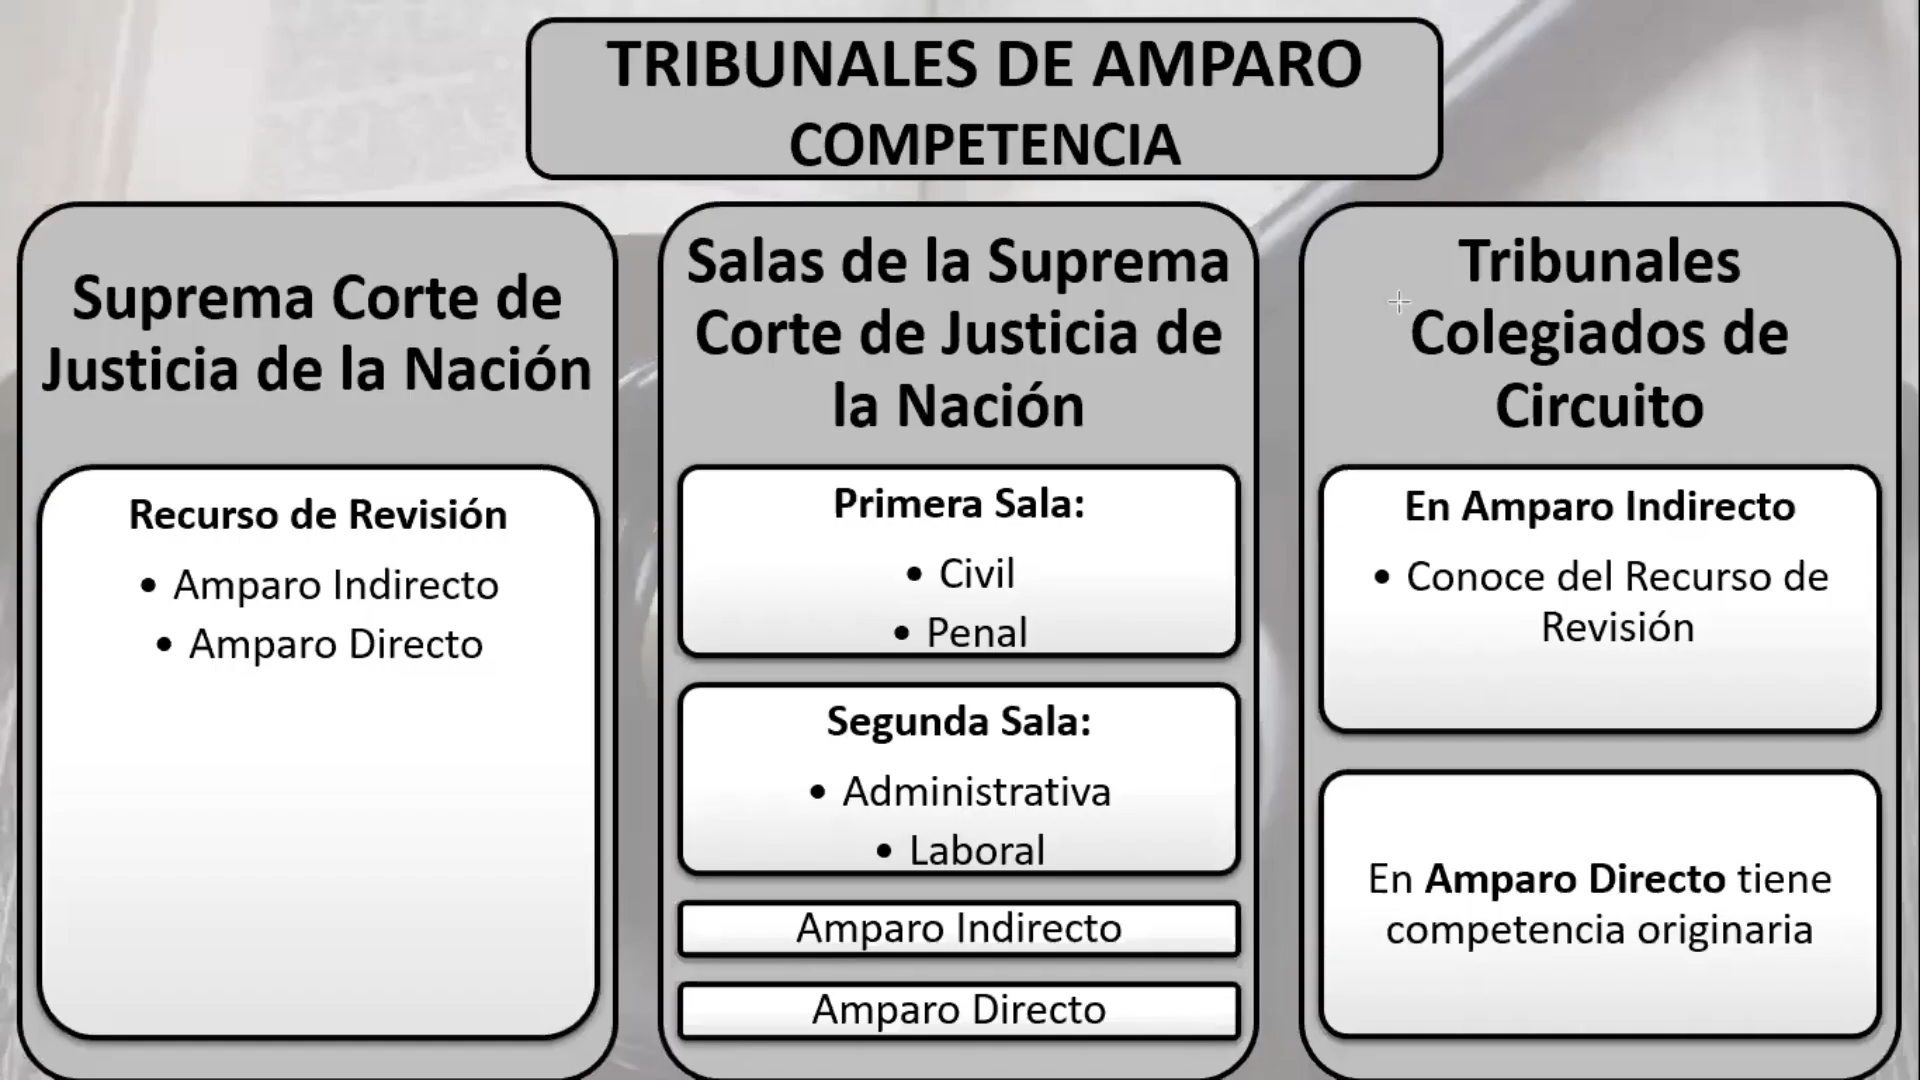 TRIBUNALES DE AMPARO
COMPETENCIA
Suprema Corte de
Justicia de la Nación
Recurso de Revisión
• Amparo Indirecto
• Amparo Directo
Salas de la Suprema
Corte de Justicia de
la Nación
Primera Sala:
• Civil
• Penal
Segunda Sala:
• Administrativa
• Laboral
Amparo Indirecto
Amparo Directo
Tribunales
Colegiados de
Circuito
En Amparo Indirecto
• Conoce del Recurso de
Revisión
En Amparo Directo tiene
competencia originaria